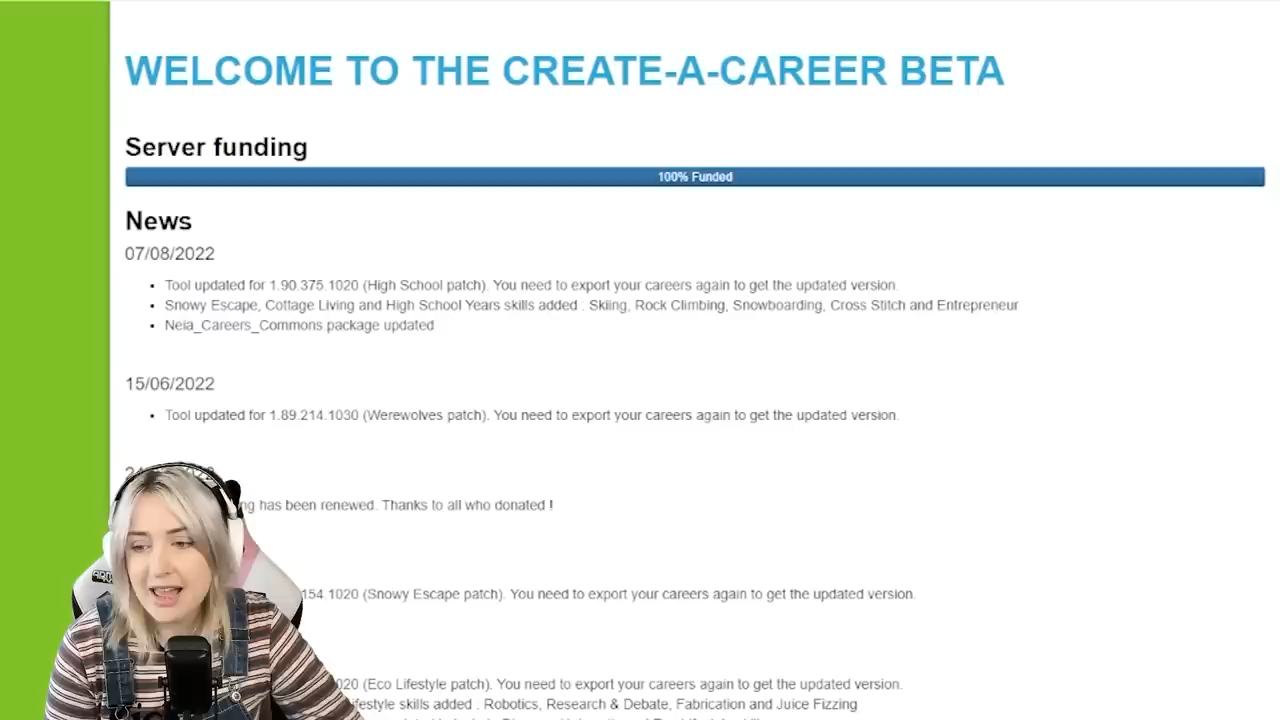 WELCOME TO THE CREATE-A-CAREER BETA
Server funding
100% Funded
News
07/08/2022
Tool updated for 1.90.375.1020 (High School patch). You need to export your careers again to get the updated version.
Snowy Escape, Cottage Living and High School Years skills added : Skiing, Rock Climbing, Snowboarding, Cross Stitch and Entrepreneur
Neia_Careers_Commons package updated
15/06/2022
Tool updated for 1.89.214.1030 (Werewolves patch). You need to export your careers again to get the updated version.
ng has been renewed. Thanks to all who donated !
154.1020 (Snowy Escape patch). You need to export your careers again to get the updated version.
020 (Eco Lifestyle patch). You need to export your careers again to get the updated version.
ifestyle skills added : Robotics, Research & Debate, Fabrication and Juice Fizzing